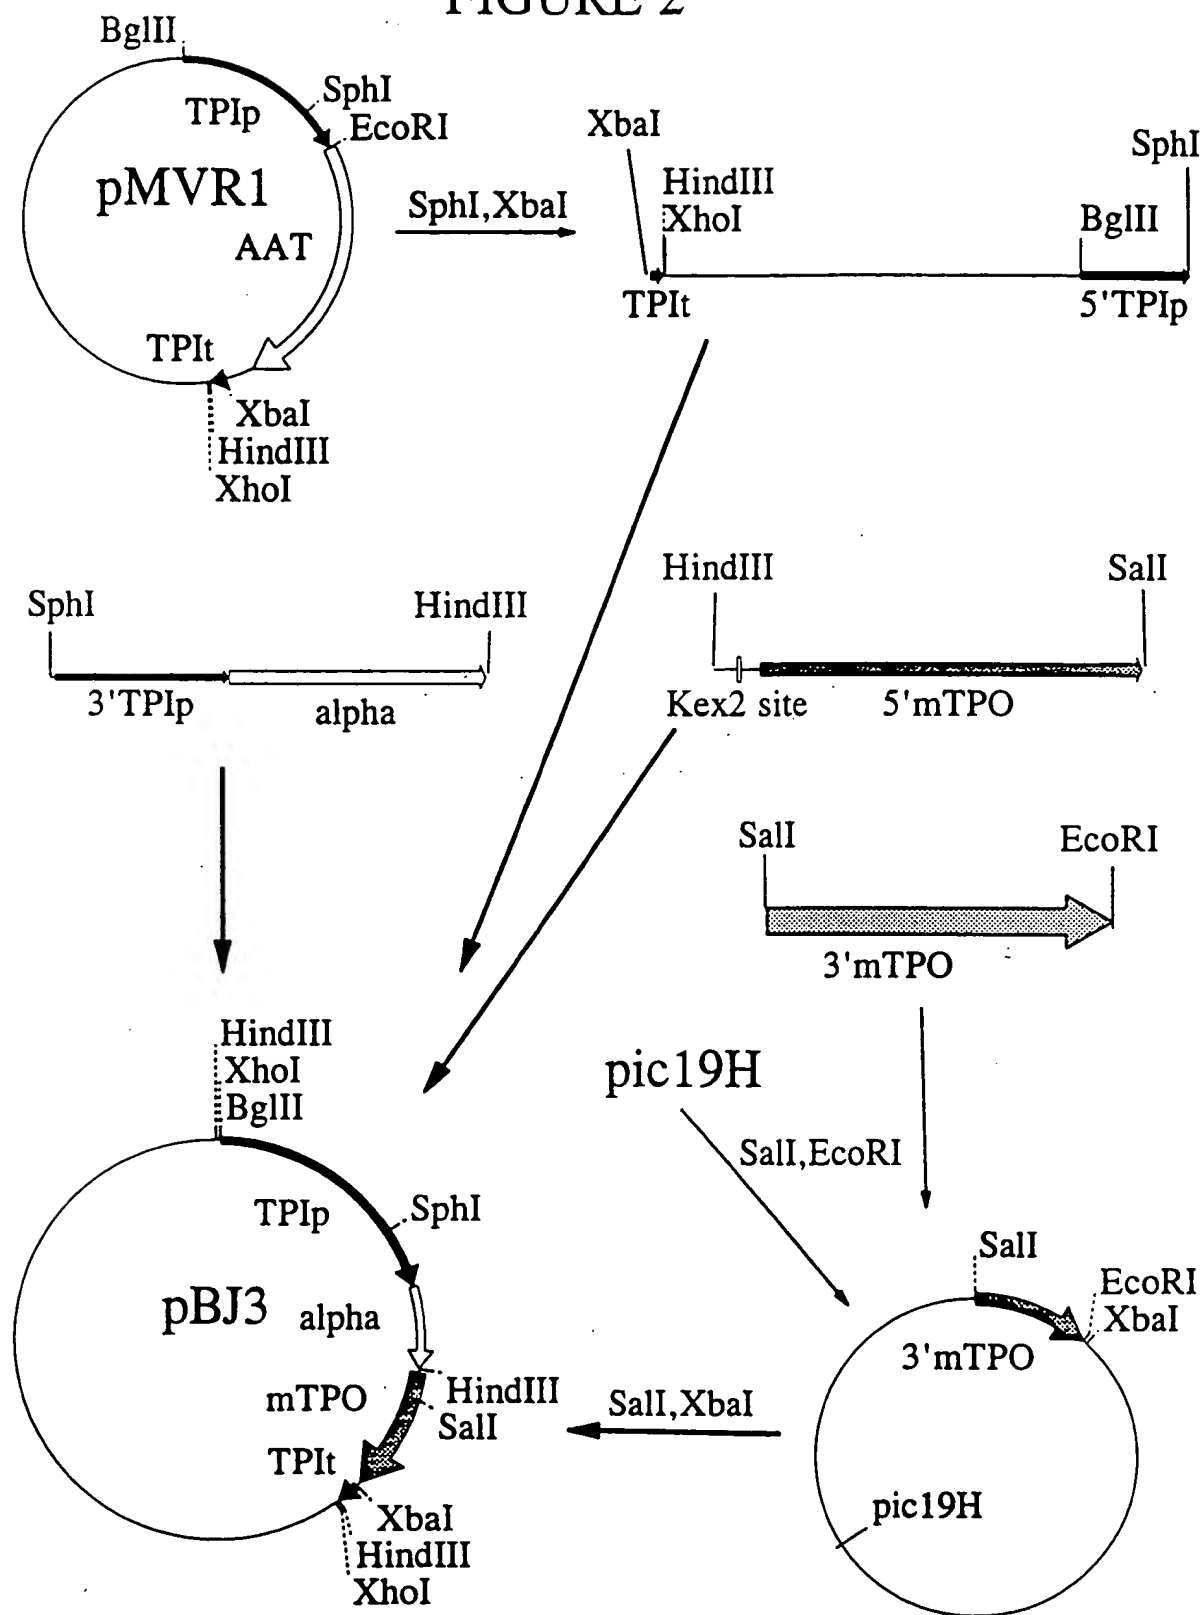 FIGURE 2
BglII
SphI
TPIp
EcoRI
pMVR1
AAT
TPIt
XbaI
HindIII
XhoI
SphI,XbaI
XbaI
HindIII
XhoI
SphI
BglII
TPIt
5'TPIp
SphI
HindIII
3'TPIp
alpha
HindIII
SalI
Kex2 site
5'mTPO
SalI
EcoRI
3'mTPO
pic19H
SalI,EcoRI
HindIII
XhoI
BglII
TPIp
SphI
pBJ3
alpha
mTPO
HindIII
SalI
TPIt
XbaI
HindIII
XhoI
SalI,XbaI
SalI
EcoRI
XbaI
3'mTPO
pic19H